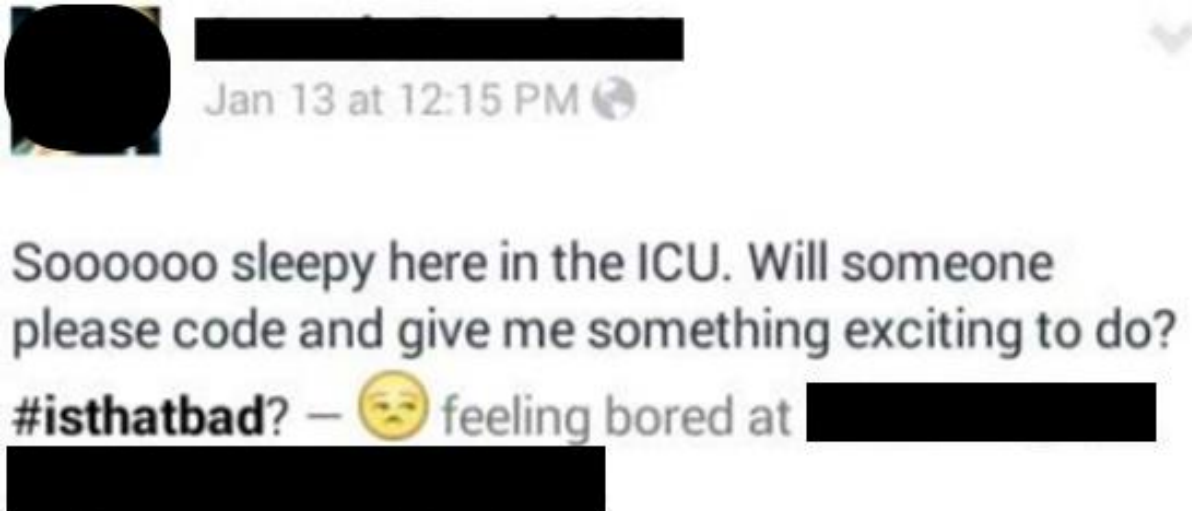 Jan 13 at 12:15 PM
Soooooo sleepy here in the ICU. Will someone
please code and give me something exciting to do?
#isthatbad? — feeling bored at